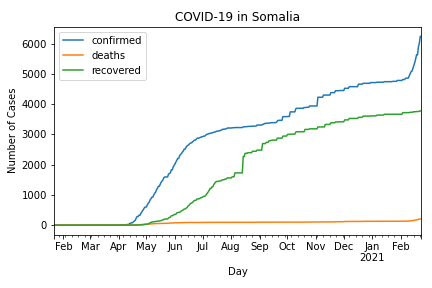 COVID-19 in Somalia
confirmed
deaths
recovered
Number of Cases
6000
5000
4000
3000
2000
1000
0
Feb Mar Apr May Jun Jul Aug Sep Oct Nov Dec Jan Feb
2021
Day